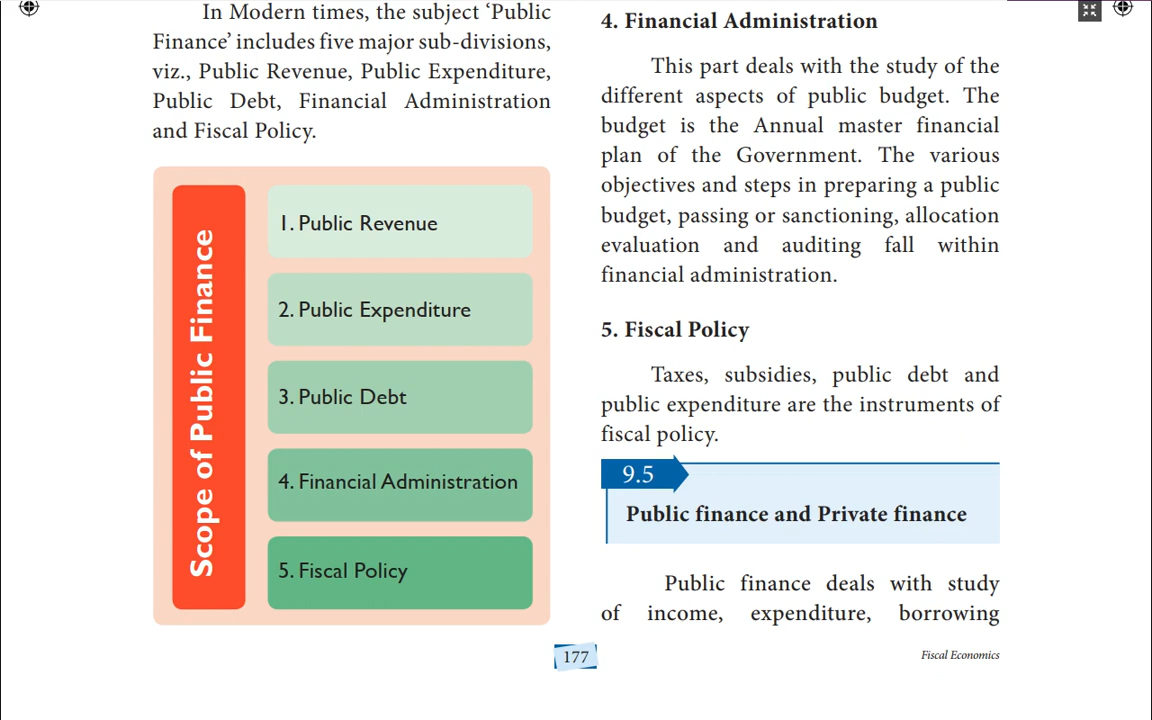 In Modern times, the subject ‘Public
Finance’ includes five major sub-divisions,
viz., Public Revenue, Public Expenditure,
Public Debt, Financial Administration
and Fiscal Policy.
Scope of Public Finance
1. Public Revenue
2. Public Expenditure
3. Public Debt
4. Financial Administration
5. Fiscal Policy
4. Financial Administration
This part deals with the study of the
different aspects of public budget. The
budget is the Annual master financial
plan of the Government. The various
objectives and steps in preparing a public
budget, passing or sanctioning, allocation
evaluation and auditing fall within
financial administration.
5. Fiscal Policy
Taxes, subsidies, public debt and
public expenditure are the instruments of
fiscal policy.
9.5
Public finance and Private finance
Public finance deals with study
of income, expenditure, borrowing
177
Fiscal Economics